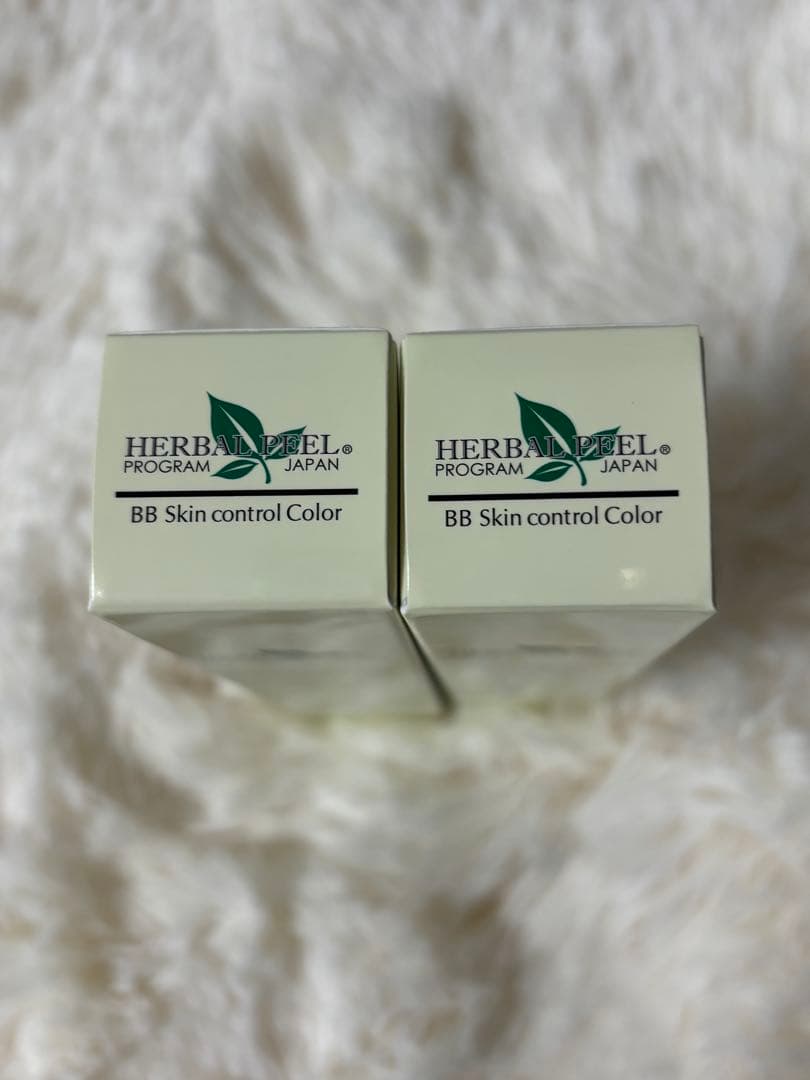 HERBAL PEEL®
PROGRAM JAPAN
BB Skin control Color
HERBAL PEEL®
PROGRAM JAPAN
BB Skin control Color